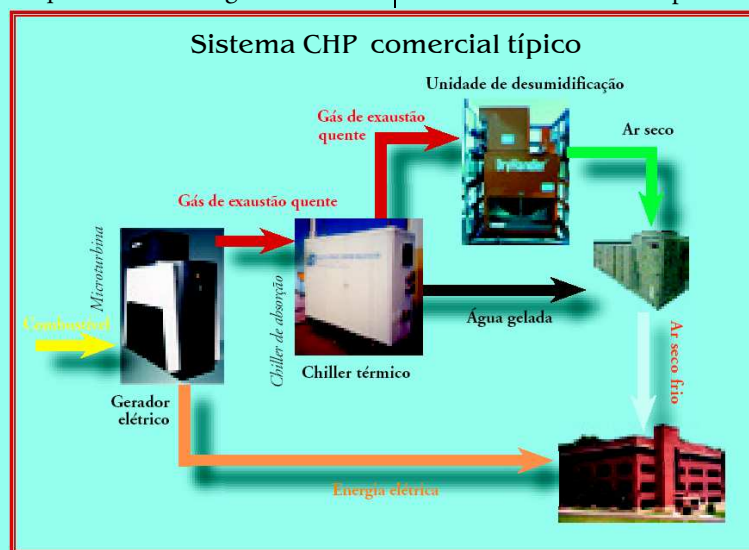 Sistema CHP comercial típico
Unidade de desumidificação
Gás de exaustão
quente
Ar seco
DryHander
Gás de exaustão quente
Microturbina
Combustível
Chiller de absorção
Água gelada
Ar seco frio
Chiller térmico
Gerador
elétrico
Energia elétrica